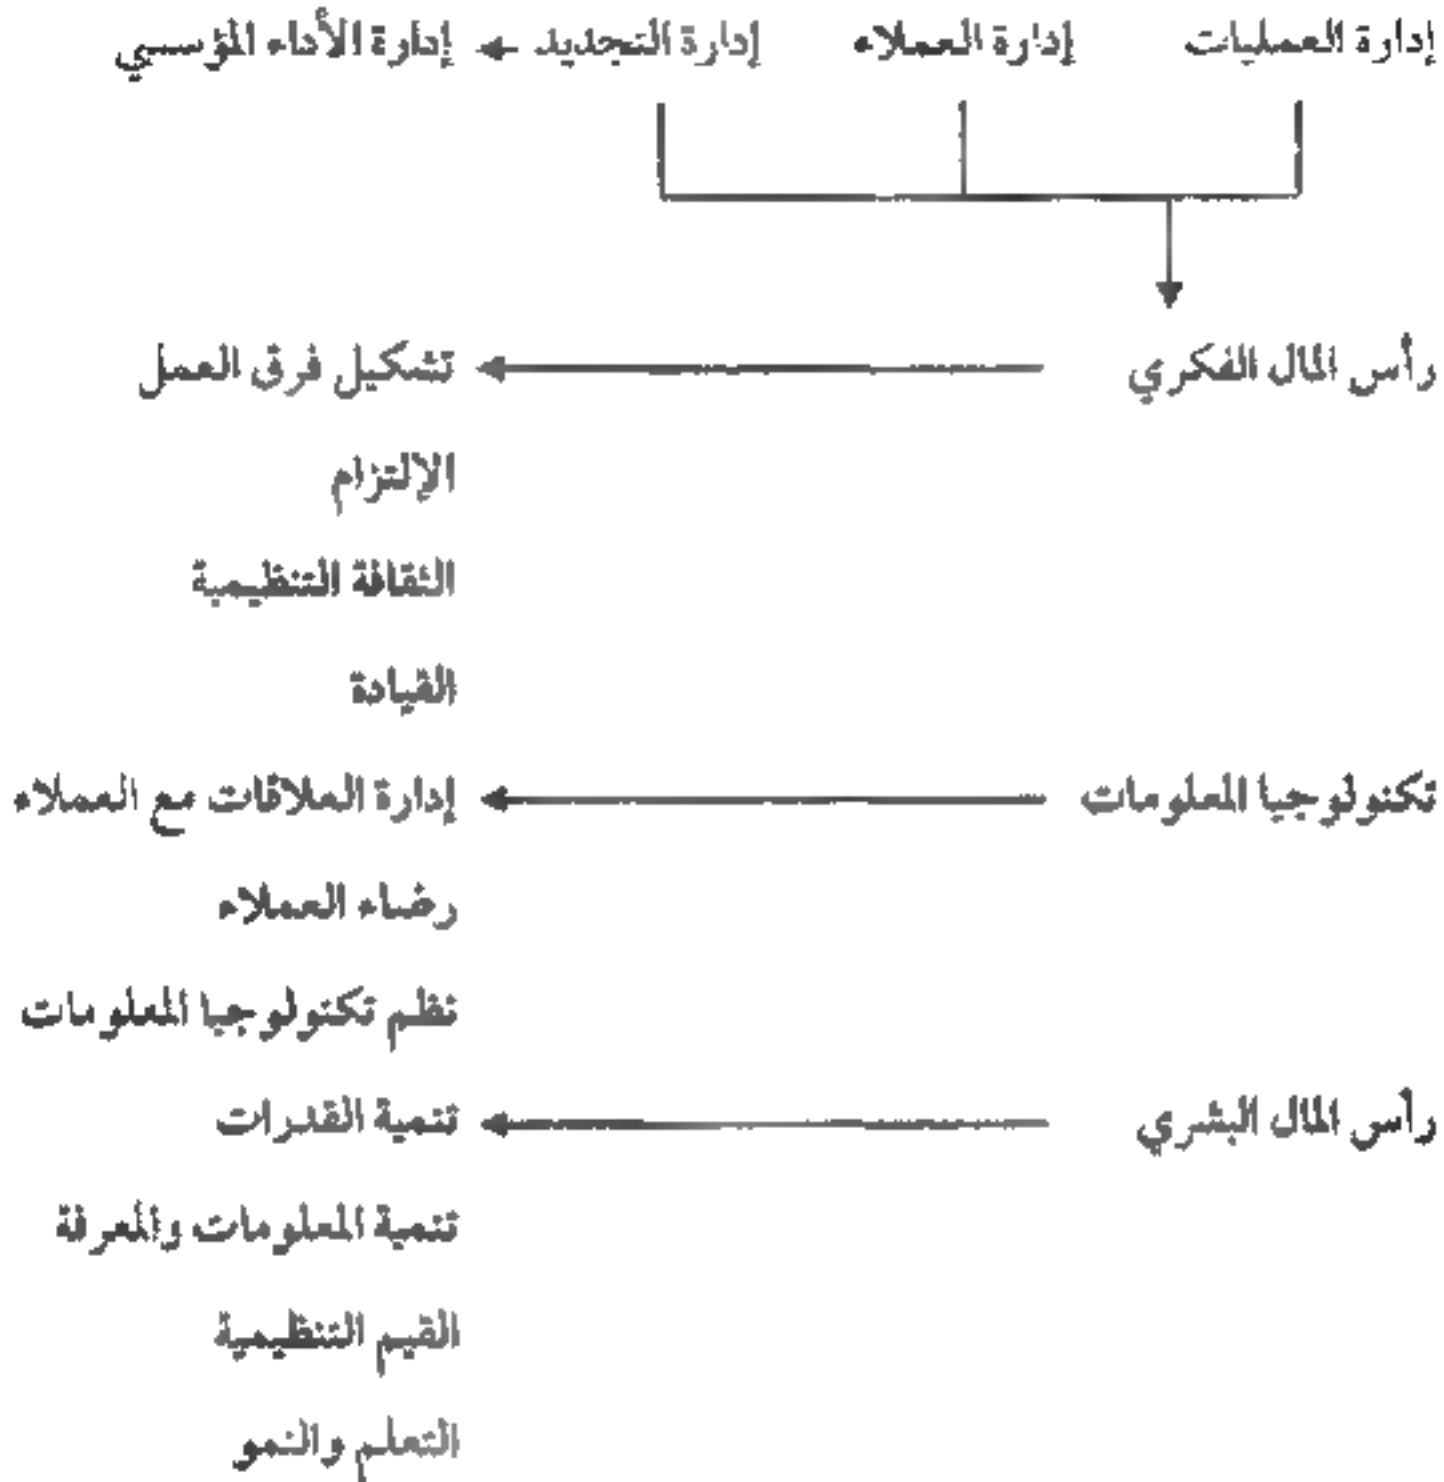 إدارة العمليات إدارة العملاء إدارة التجديد إدارة الأداء المؤسسي
رأس المال الفكري تشكيل فرق العمل
الإلتزام
الثقافة التنظيمية
القيادة
تكنولوجيا المعلومات إدارة العلاقات مع العملاء
رضاء العملاء
نظم تكنولوجيا المعلومات
رأس المال البشري تنمية القدرات
تنمية المعلومات والمعرفة
القيم التنظيمية
التعلم والنمو